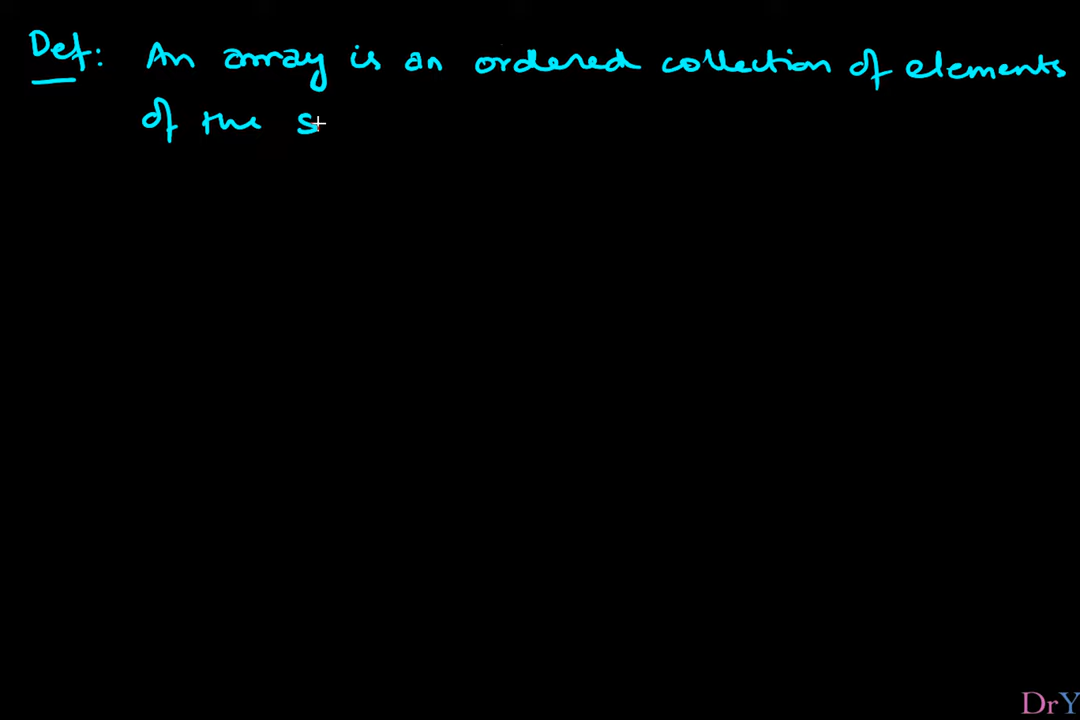 Def: An array is an ordered collection of elements
of the s
DrY